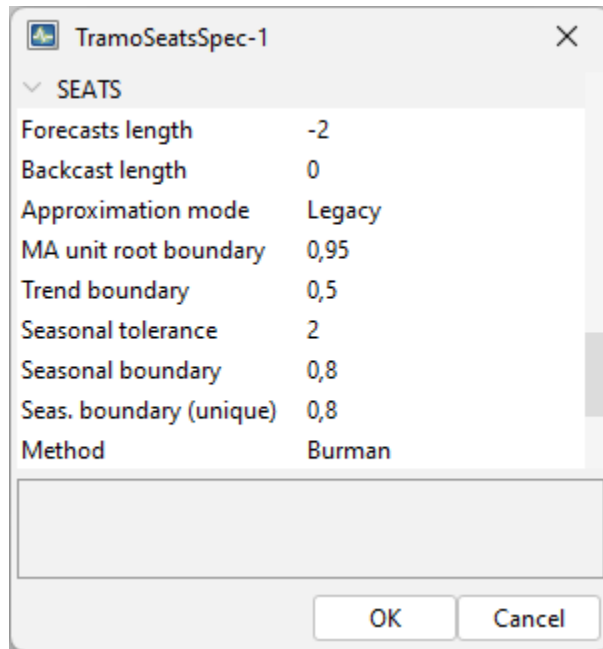 TramoSeatsSpec-1
SEATS
Forecasts length -2
Backcast length 0
Approximation mode Legacy
MA unit root boundary 0,95
Trend boundary 0,5
Seasonal tolerance 2
Seasonal boundary 0,8
Seas. boundary (unique) 0,8
Method Burman
OK Cancel